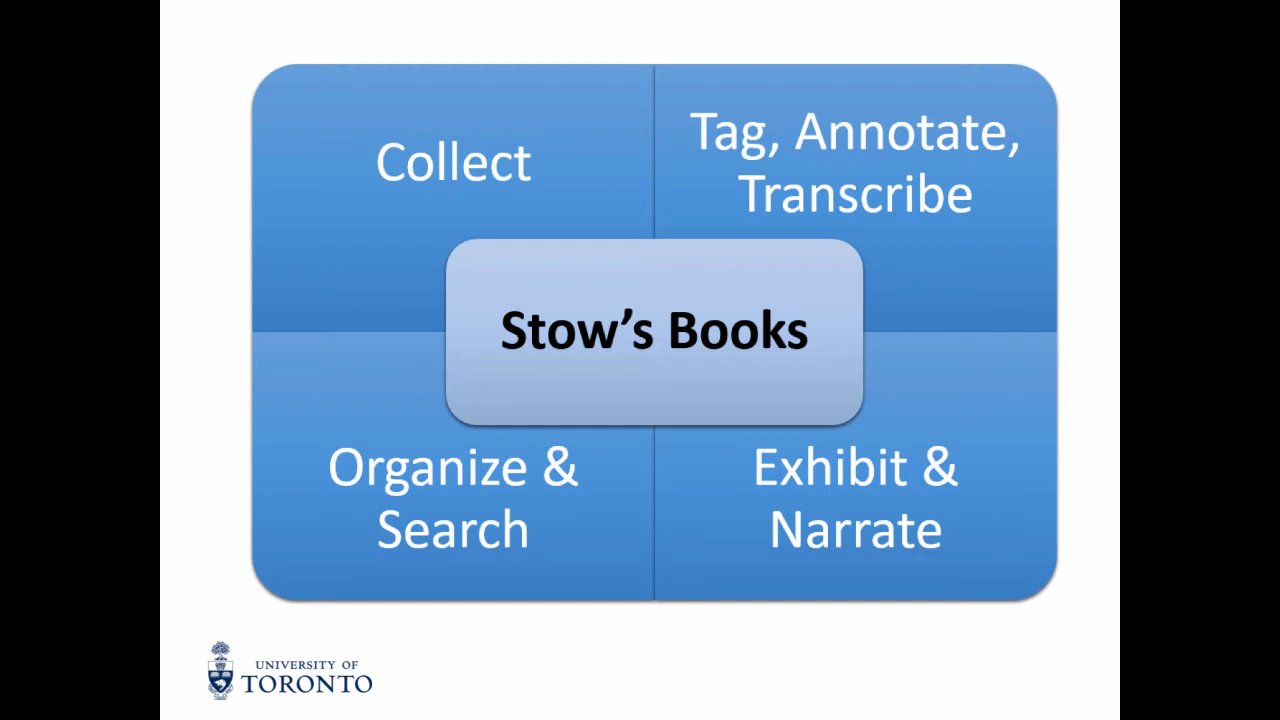 Collect
Tag, Annotate,
Transcribe
Stow’s Books
Organize &
Search
Exhibit &
Narrate
UNIVERSITY OF
TORONTO